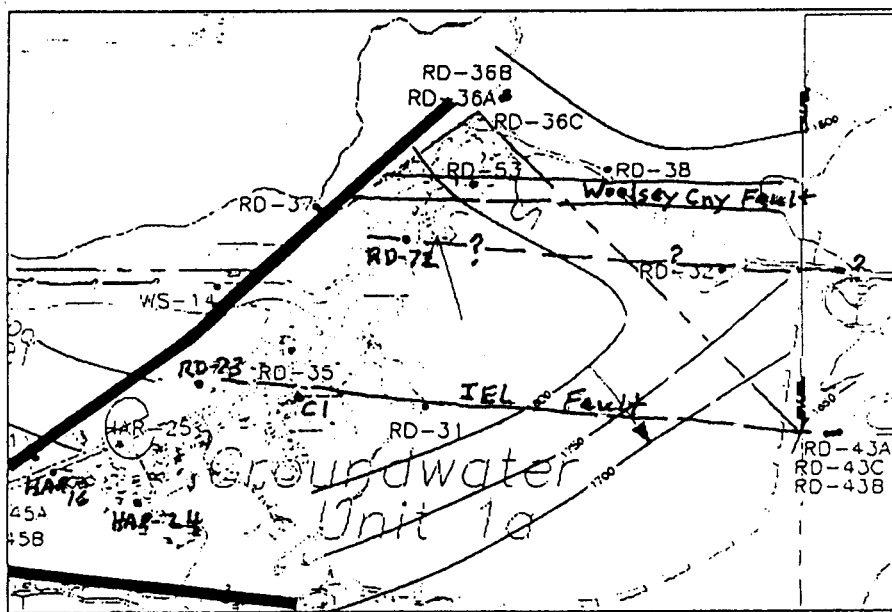 RD-36B
RD-36A
RD-36C
1800
RD-53
RD-38
Woolsey Cny Fault
RD-37
RD-72 ?
?
RD-32
?
WS-14
RD-23
RD-35
C1
IEL Fault
1800
RD-31
HAR-25
1750
1700
1650
RD-43A
RD-43C
RD-43B
HAR-16
HAR-24
45A
45B
Groundwater
Unit 1a